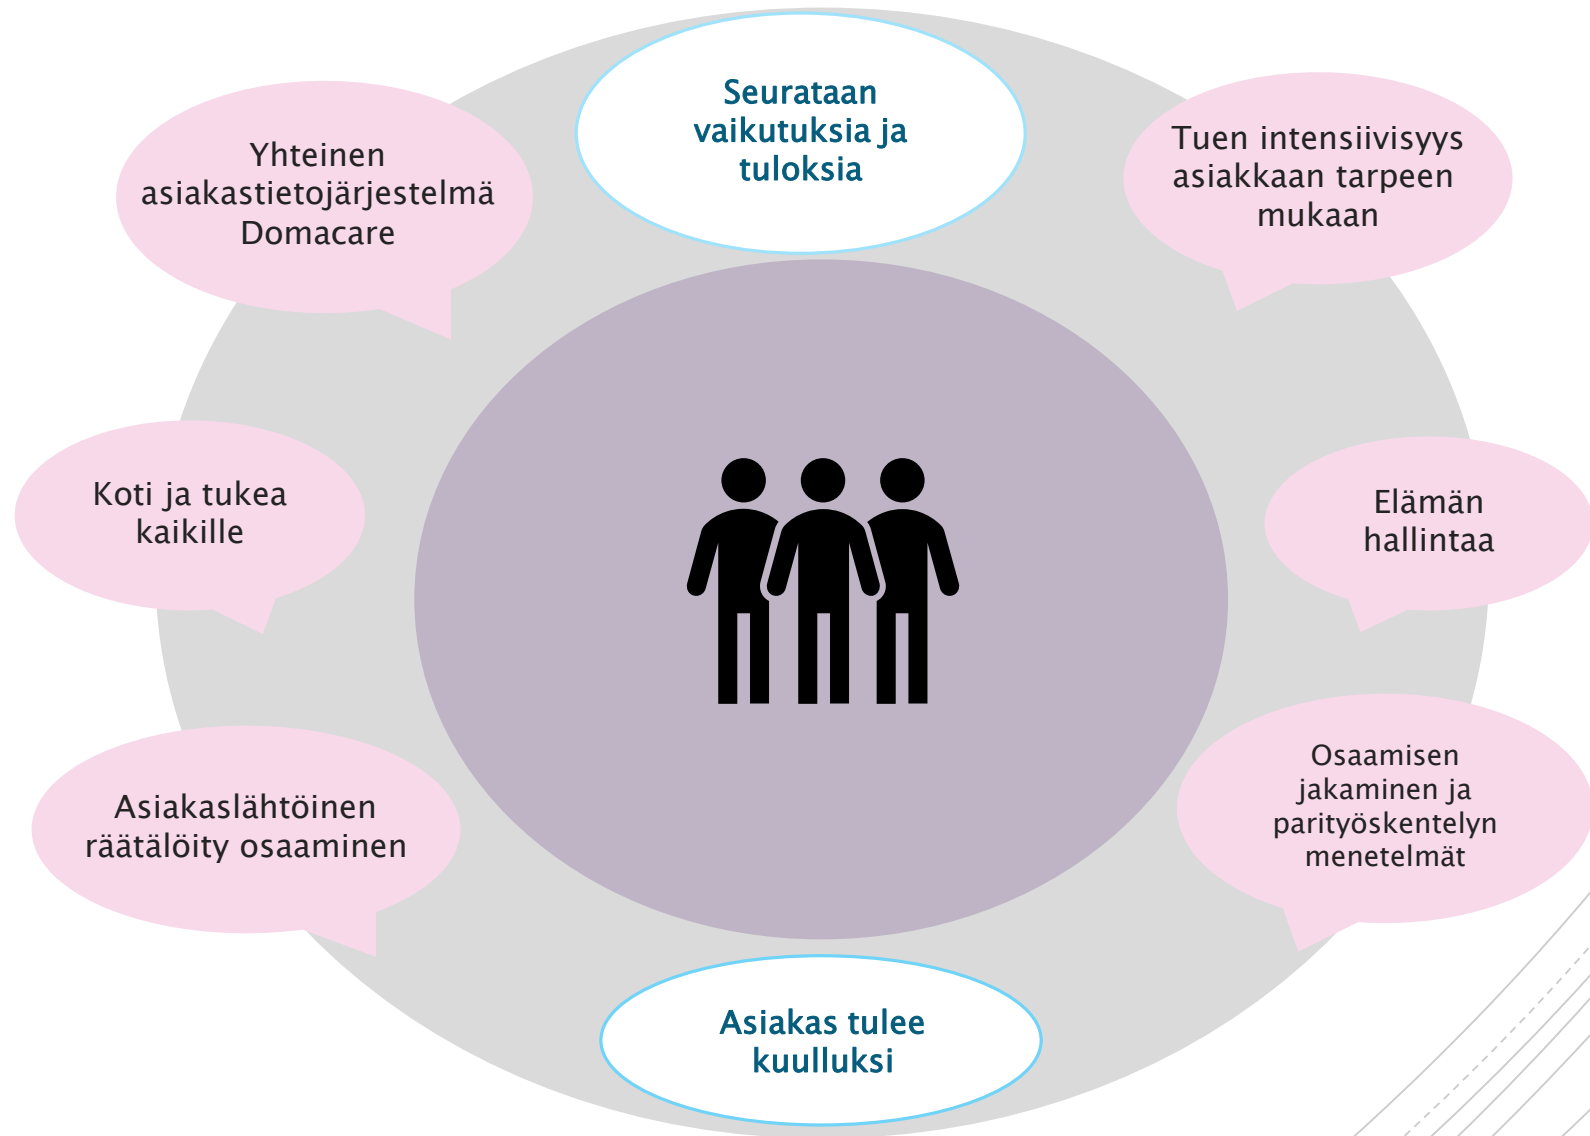 Seurataan
vaikutuksia ja
tuloksia
Yhteinen
asiakastietojärjestelmä
Domacare
Tuen intensiivisyys
asiakkaan tarpeen
mukaan
Koti ja tukea
kaikille
Elämän
hallintaa
Asiakaslähtöinen
räätälöity osaaminen
Osaamisen
jakaminen ja
parityöskentelyn
menetelmät
Asiakas tulee
kuulluksi